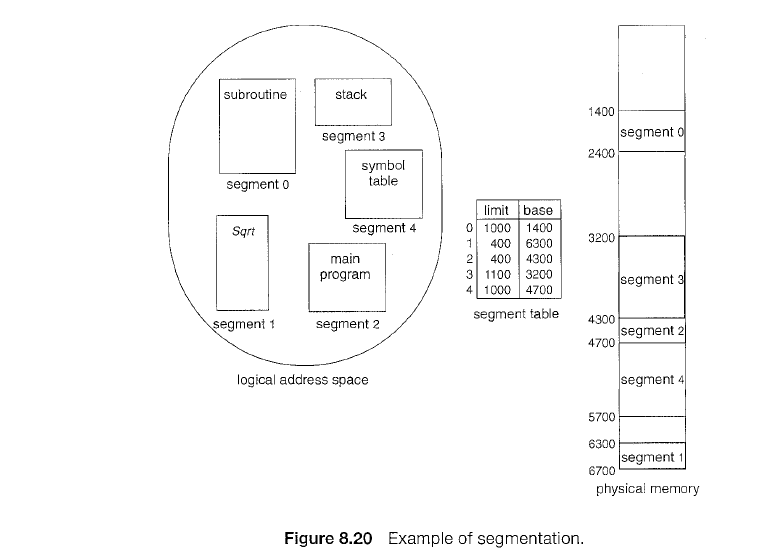 subroutine
segment 0
stack
segment 3
symbol
table
segment 4
Sqrt
segment 1
main
program
segment 2
logical address space
limit base
0 1000 1400
1 400 6300
2 400 4300
3 1100 3200
4 1000 4700
segment table
1400
segment 0
2400
3200
segment 3
4300
segment 2
4700
segment 4
5700
6300
segment 1
6700
physical memory
Figure 8.20 Example of segmentation.